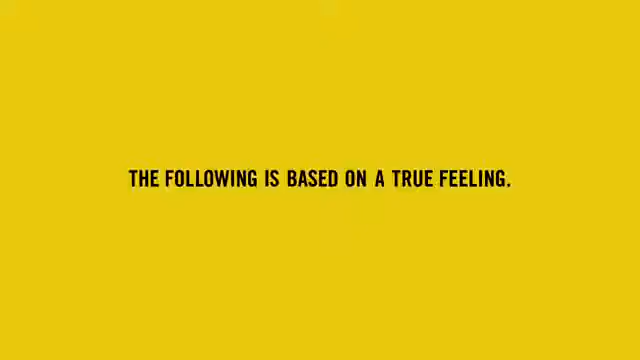 THE FOLLOWING IS BASED ON A TRUE FEELING.